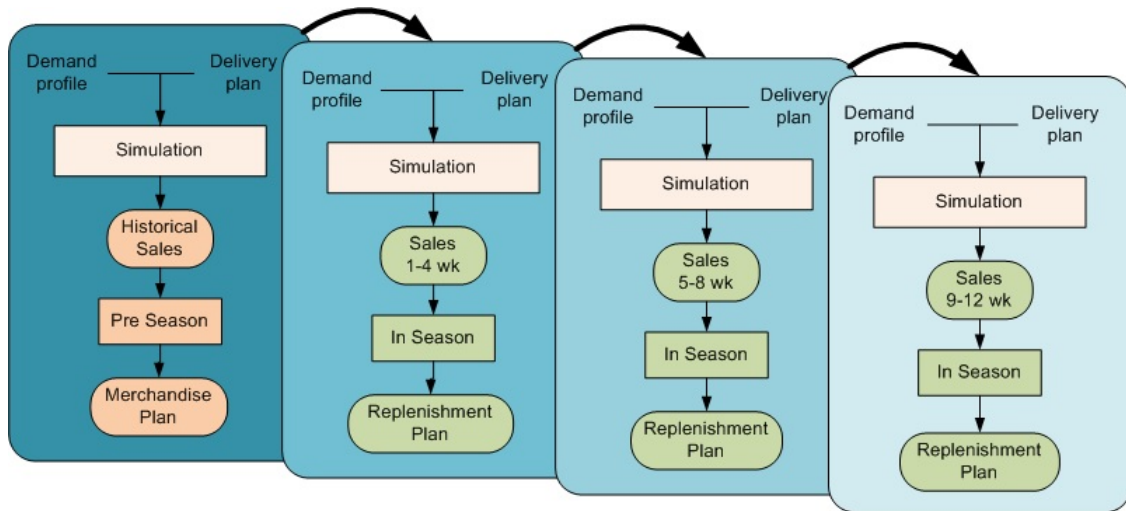 Demand
profile
Delivery
plan
Simulation
Historical
Sales
Pre Season
Merchandise
Plan
Demand
profile
Delivery
plan
Simulation
Sales
1-4 wk
In Season
Replenishment
Plan
Demand
profile
Delivery
plan
Simulation
Sales
5-8 wk
In Season
Replenishment
Plan
Demand
profile
Delivery
plan
Simulation
Sales
9-12 wk
In Season
Replenishment
Plan